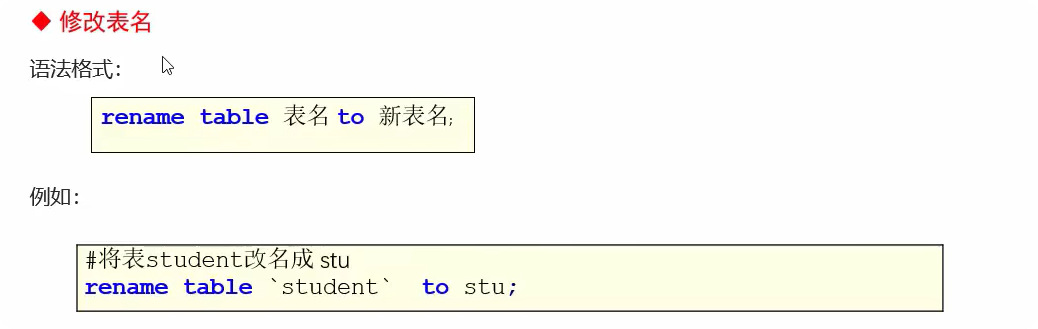 ◆ 修改表名
语法格式：
rename table 表名 to 新表名;
例如：
#将表student改名成 stu
rename table `student` to stu;